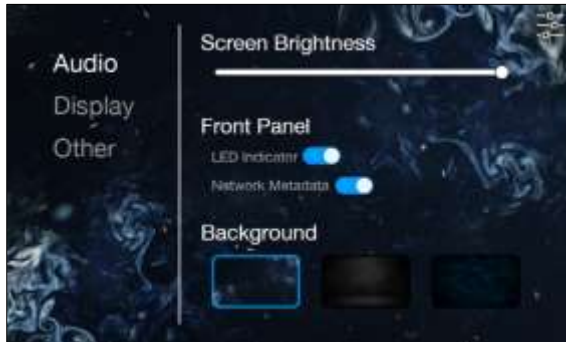 Audio
Display
Other
Screen Brightness
Front Panel
LED Indicator
Network Metadata
Background